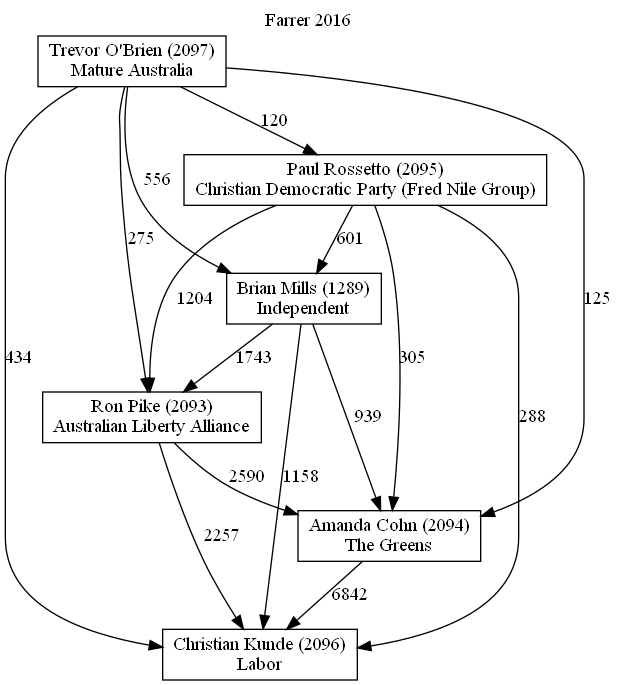 Farrer 2016
Trevor O'Brien (2097)
Mature Australia
120
Paul Rossetto (2095)
Christian Democratic Party (Fred Nile Group)
556
275
601
Brian Mills (1289)
Independent
1204
125
434
1743
305
Ron Pike (2093)
Australian Liberty Alliance
939
288
2590
1158
Amanda Cohn (2094)
The Greens
2257
6842
Christian Kunde (2096)
Labor